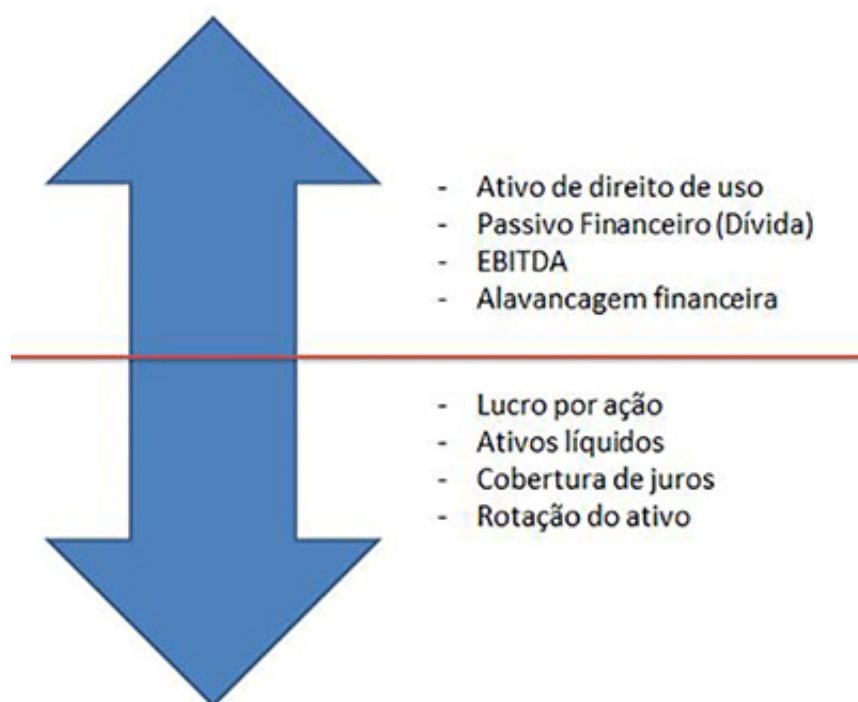 - Ativo de direito de uso
- Passivo Financeiro (Dívida)
- EBITDA
- Alavancagem financeira
- Lucro por ação
- Ativos líquidos
- Cobertura de juros
- Rotação do ativo